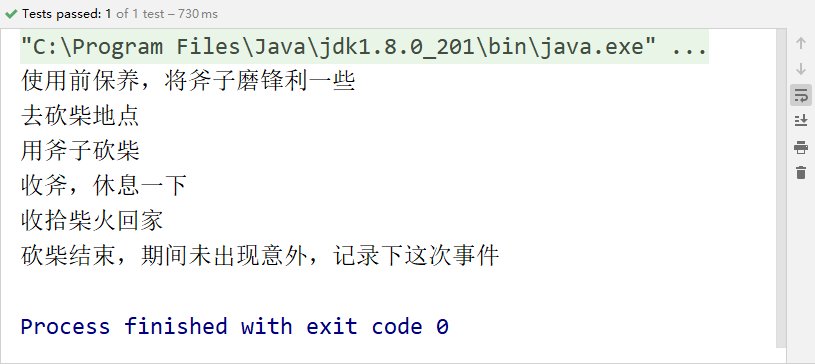 Tests passed: 1 of 1 test – 730 ms
"C:\Program Files\Java\jdk1.8.0_201\bin\java.exe" ...
使用前保养，将斧子磨锋利一些
去砍柴地点
用斧子砍柴
收斧，休息一下
收拾柴火回家
砍柴结束，期间未出现意外，记录下这次事件
Process finished with exit code 0